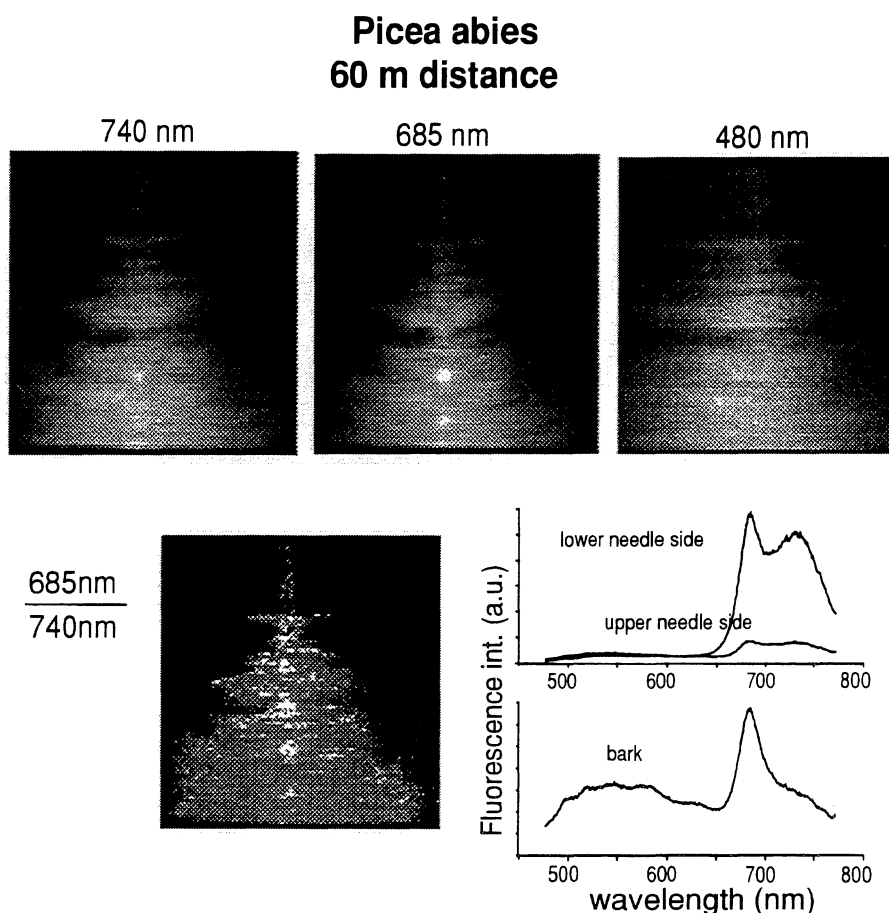 Picea abies
60 m distance
740 nm
685 nm
480 nm
685nm
740nm
Fluorescence int. (a.u.)
lower needle side
upper needle side
500
600
700
800
bark
500
600
700
800
wavelength (nm)